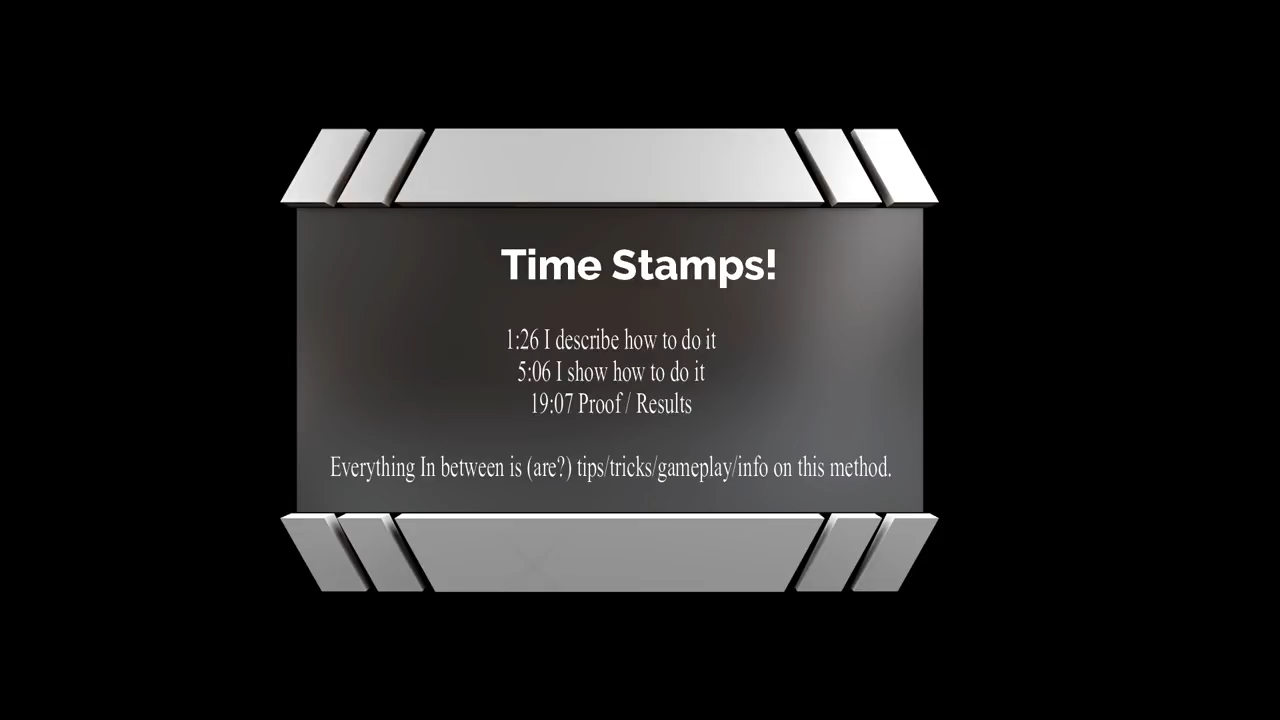 Time Stamps!
1:26 I describe how to do it
5:06 I show how to do it
19:07 Proof / Results
Everything In between is (are?) tips/tricks/gameplay/info on this method.